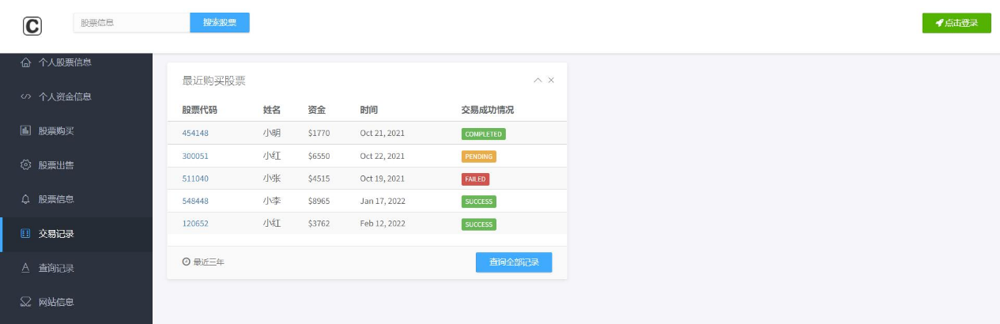 C 股票信息 搜索股票 点击登录
个人股票信息
个人资金信息
股票购买
股票出售
股票信息
交易记录
查询记录
网站信息
最近购买股票
股票代码 姓名 资金 时间 交易成功情况
454148 小明 $1770 Oct 21, 2021 COMPLETED
300051 小红 $6550 Oct 22, 2021 PENDING
511040 小张 $4515 Oct 19, 2021 FAILED
548448 小李 $8965 Jan 17, 2022 SUCCESS
120652 小红 $3762 Feb 12, 2022 SUCCESS
最近三年 查询全部记录